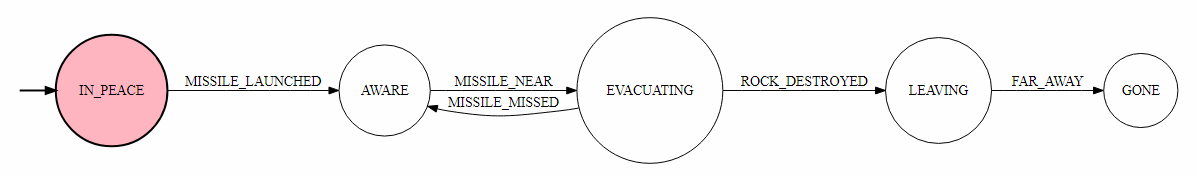 IN_PEACE
MISSILE_LAUNCHED
AWARE
MISSILE_NEAR
MISSILE_MISSED
EVACUATING
ROCK_DESTROYED
LEAVING
FAR_AWAY
GONE